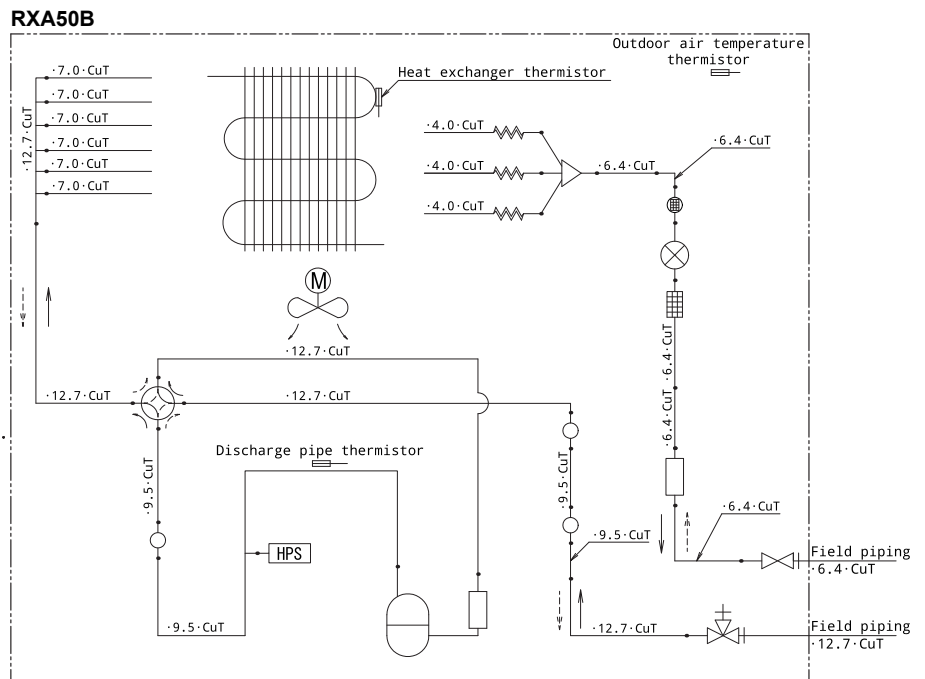 RXA50B
Outdoor air temperature
thermistor
·7.0·CuT
Heat exchanger thermistor
·7.0·CuT
·7.0·CuT
·7.0·CuT
·7.0·CuT
·7.0·CuT
·12.7·CuT
·4.0·CuT
·4.0·CuT
·4.0·CuT
·6.4·CuT
·6.4·CuT
M
·12.7·CuT
·6.4·CuT
·6.4·CuT
·12.7·CuT
·12.7·CuT
Discharge pipe thermistor
·9.5·CuT
·9.5·CuT
·6.4·CuT
·9.5·CuT
HPS
Field piping
·6.4·CuT
·9.5·CuT
·12.7·CuT
Field piping
·12.7·CuT